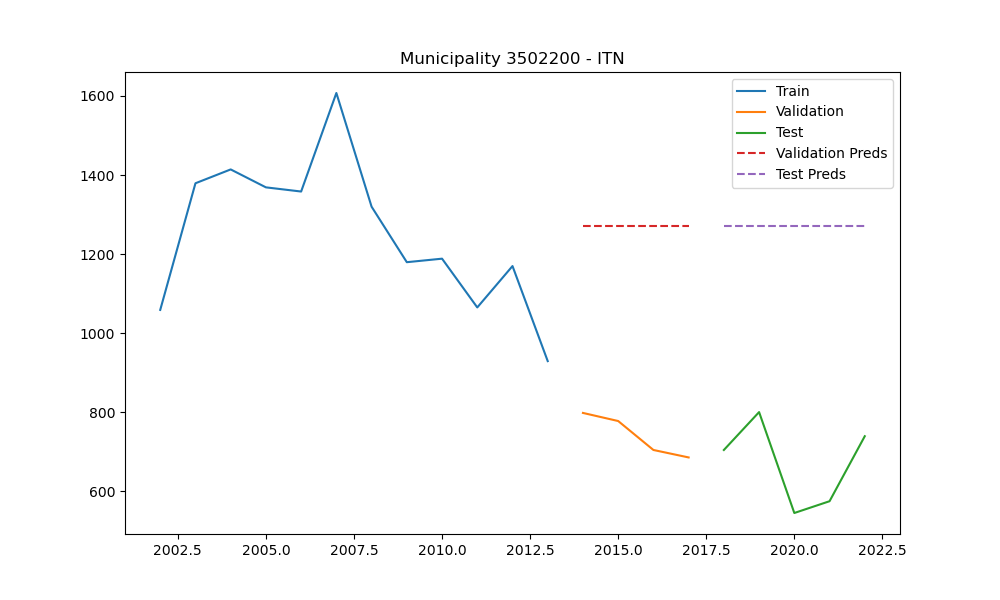 Municipality 3502200 - ITN
1600
1400
1200
1000
800
600
Train
Validation
Test
Validation Preds
Test Preds
2002.5 2005.0 2007.5 2010.0 2012.5 2015.0 2017.5 2020.0 2022.5